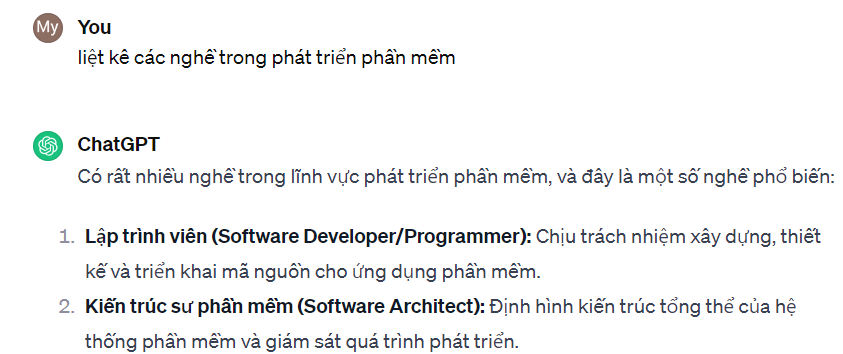 My You
liệt kê các nghề trong phát triển phần mềm
ChatGPT
Có rất nhiều nghề trong lĩnh vực phát triển phần mềm, và đây là một số nghề phổ biến:
1. Lập trình viên (Software Developer/Programmer): Chịu trách nhiệm xây dựng, thiết
kế và triển khai mã nguồn cho ứng dụng phần mềm.
2. Kiến trúc sư phần mềm (Software Architect): Định hình kiến trúc tổng thể của hệ
thống phần mềm và giám sát quá trình phát triển.